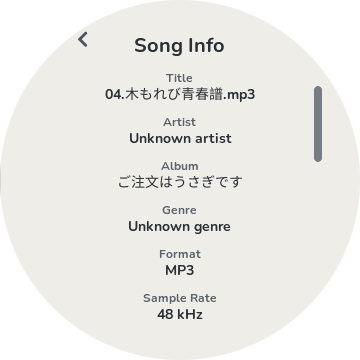 Song Info
Title
04.木もれび青春譜.mp3
Artist
Unknown artist
Album
ご注文はうさぎです
Genre
Unknown genre
Format
MP3
Sample Rate
48 kHz